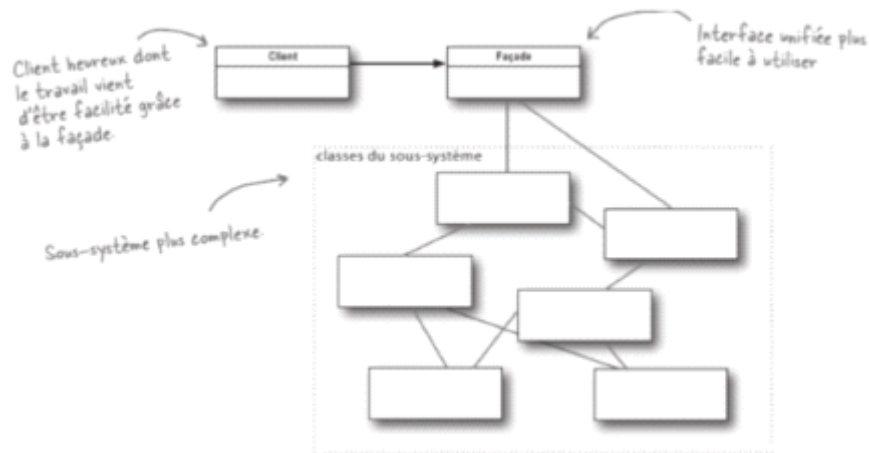 Client heureux dont
le travail vient
d'être facilité grâce
à la façade.
Client
Façade
Interface unifiée plus
facile à utiliser
classes du sous-système
Sous-système plus complexe.